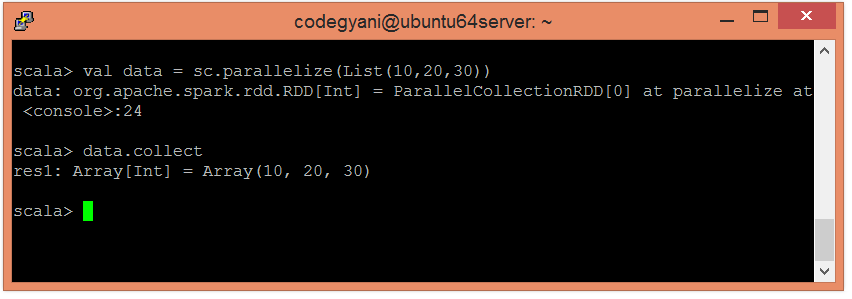 codegyani@ubuntu64server: ~
scala> val data = sc.parallelize(List(10,20,30))
data: org.apache.spark.rdd.RDD[Int] = ParallelCollectionRDD[0] at parallelize at
 <console>:24
scala> data.collect
res1: Array[Int] = Array(10, 20, 30)
scala>